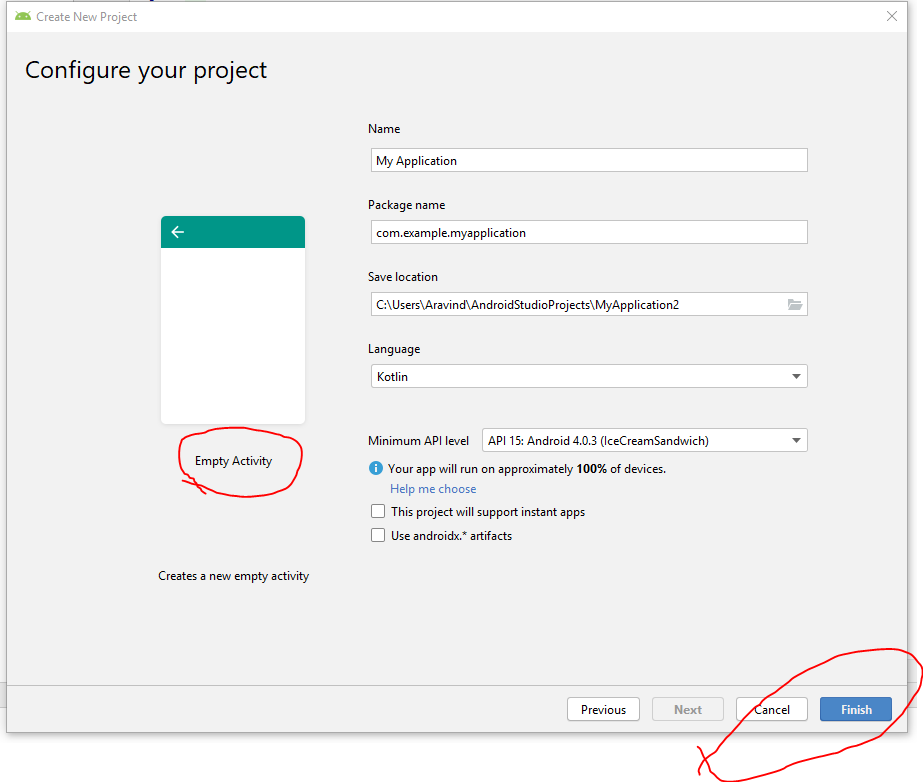 Create New Project
Configure your project
Name
My Application
Package name
com.example.myapplication
Save location
C:\Users\Aravind\AndroidStudioProjects\MyApplication2
Language
Kotlin
Empty Activity
Minimum API level API 15: Android 4.0.3 (IceCreamSandwich)
Your app will run on approximately 100% of devices.
Help me choose
This project will support instant apps
Use androidx.* artifacts
Creates a new empty activity
Previous Next Cancel Finish